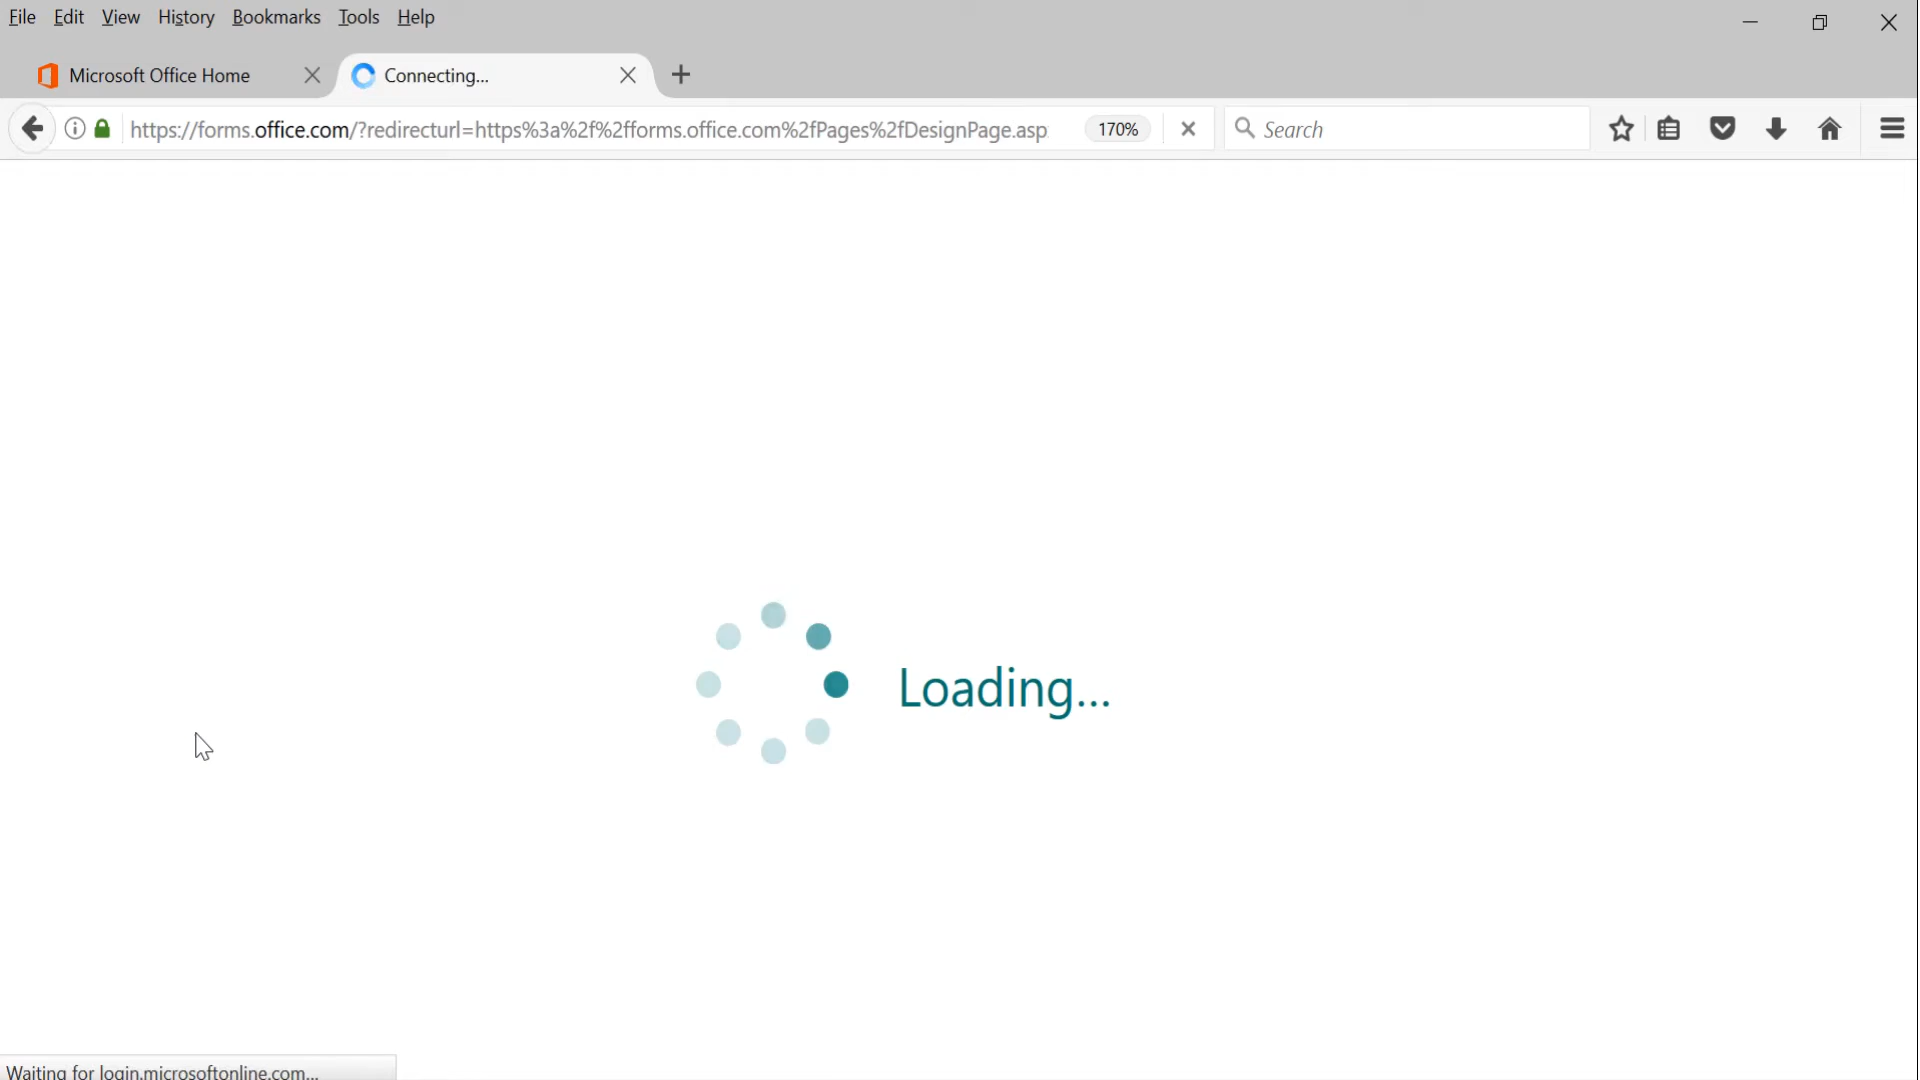 File Edit View History Bookmarks Tools Help
Microsoft Office Home
Connecting...
https://forms.office.com/?redirecturl=https%3a%2f%2fforms.office.com%2fPages%2fDesignPage.asp 170% Search
Loading...
Waiting for login.microsoftonline.com...